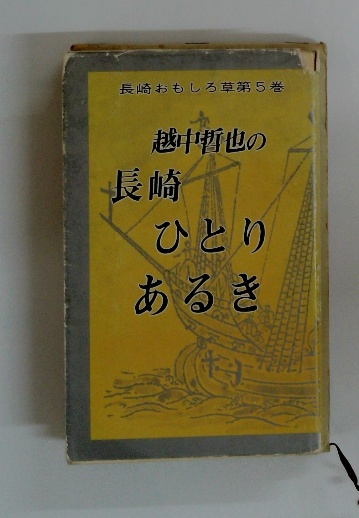 長崎おもしろ草第5巻
越中哲也の
長崎
ひとり
あるき